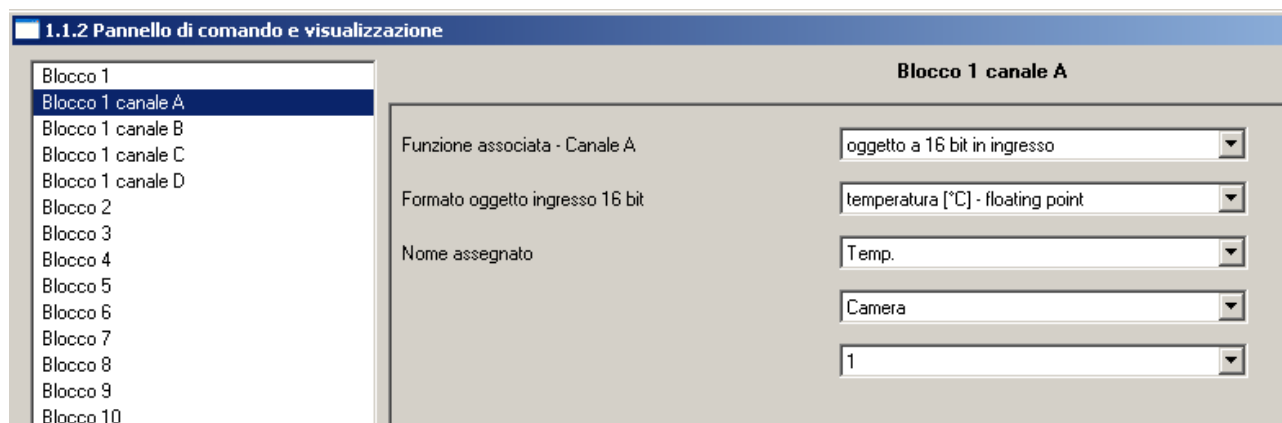 1.1.2 Pannello di comando e visualizzazione
Blocco 1
Blocco 1 canale A
Blocco 1 canale B
Blocco 1 canale C
Blocco 1 canale D
Blocco 2
Blocco 3
Blocco 4
Blocco 5
Blocco 6
Blocco 7
Blocco 8
Blocco 9
Blocco 10
Blocco 1 canale A
Funzione associata - Canale A
oggetto a 16 bit in ingresso
Formato oggetto ingresso 16 bit
temperatura [°C] - floating point
Nome assegnato
Temp.
Camera
1